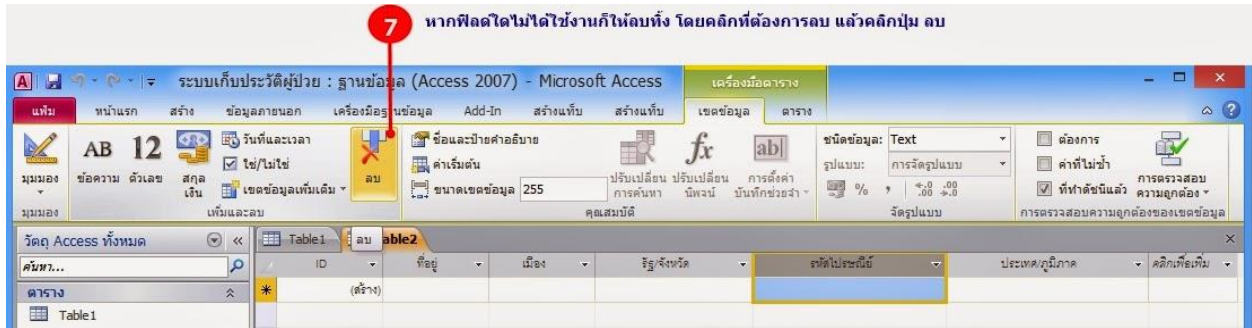 7 หากฟิลด์ใดไม่ได้ใช้งานก็ให้ลบทิ้ง โดยคลิกที่ต้องการลบ แล้วคลิกปุ่ม ลบ
ระบบเก็บประวัติผู้ป่วย : ฐานข้อมูล (Access 2007) - Microsoft Access เครื่องมือตาราง
แฟ้ม หน้าแรก สร้าง ข้อมูลภายนอก เครื่องมือฐานข้อมูล Add-In สร้างแท็บ สร้างแท็บ เขตข้อมูล ตาราง
มุมมอง
AB ข้อความ
12 ตัวเลข
สกุลเงิน
วันที่และเวลา
ใช่/ไม่ใช่
เขตข้อมูลเพิ่มเติม
ลบ
ชื่อและป้ายคำอธิบาย
ค่าเริ่มต้น
ขนาดเขตข้อมูล 255
ปรับเปลี่ยน
การค้นหา
fx ปรับเปลี่ยน
นิพจน์
ab การตั้งค่า
บันทึกช่วยจำ
ชนิดข้อมูล: Text
รูปแบบ: การจัดรูปแบบ
% , .0 .00 .00 .0
ต้องการ
ค่าที่ไม่ซ้ำ
ที่ทำดัชนีแล้ว
การตรวจสอบ
ความถูกต้อง
มุมมอง เพิ่มและลบ คุณสมบัติ จัดรูปแบบ การตรวจสอบความถูกต้องของเขตข้อมูล
วัตถุ Access ทั้งหมด « Table1 ลบ able2
ค้นหา... ID ที่อยู่ เมือง รัฐ/จังหวัด รหัสไปรษณีย์ ประเทศ/ภูมิภาค คลิกเพื่อเพิ่ม
ตาราง * (สร้าง)
Table1